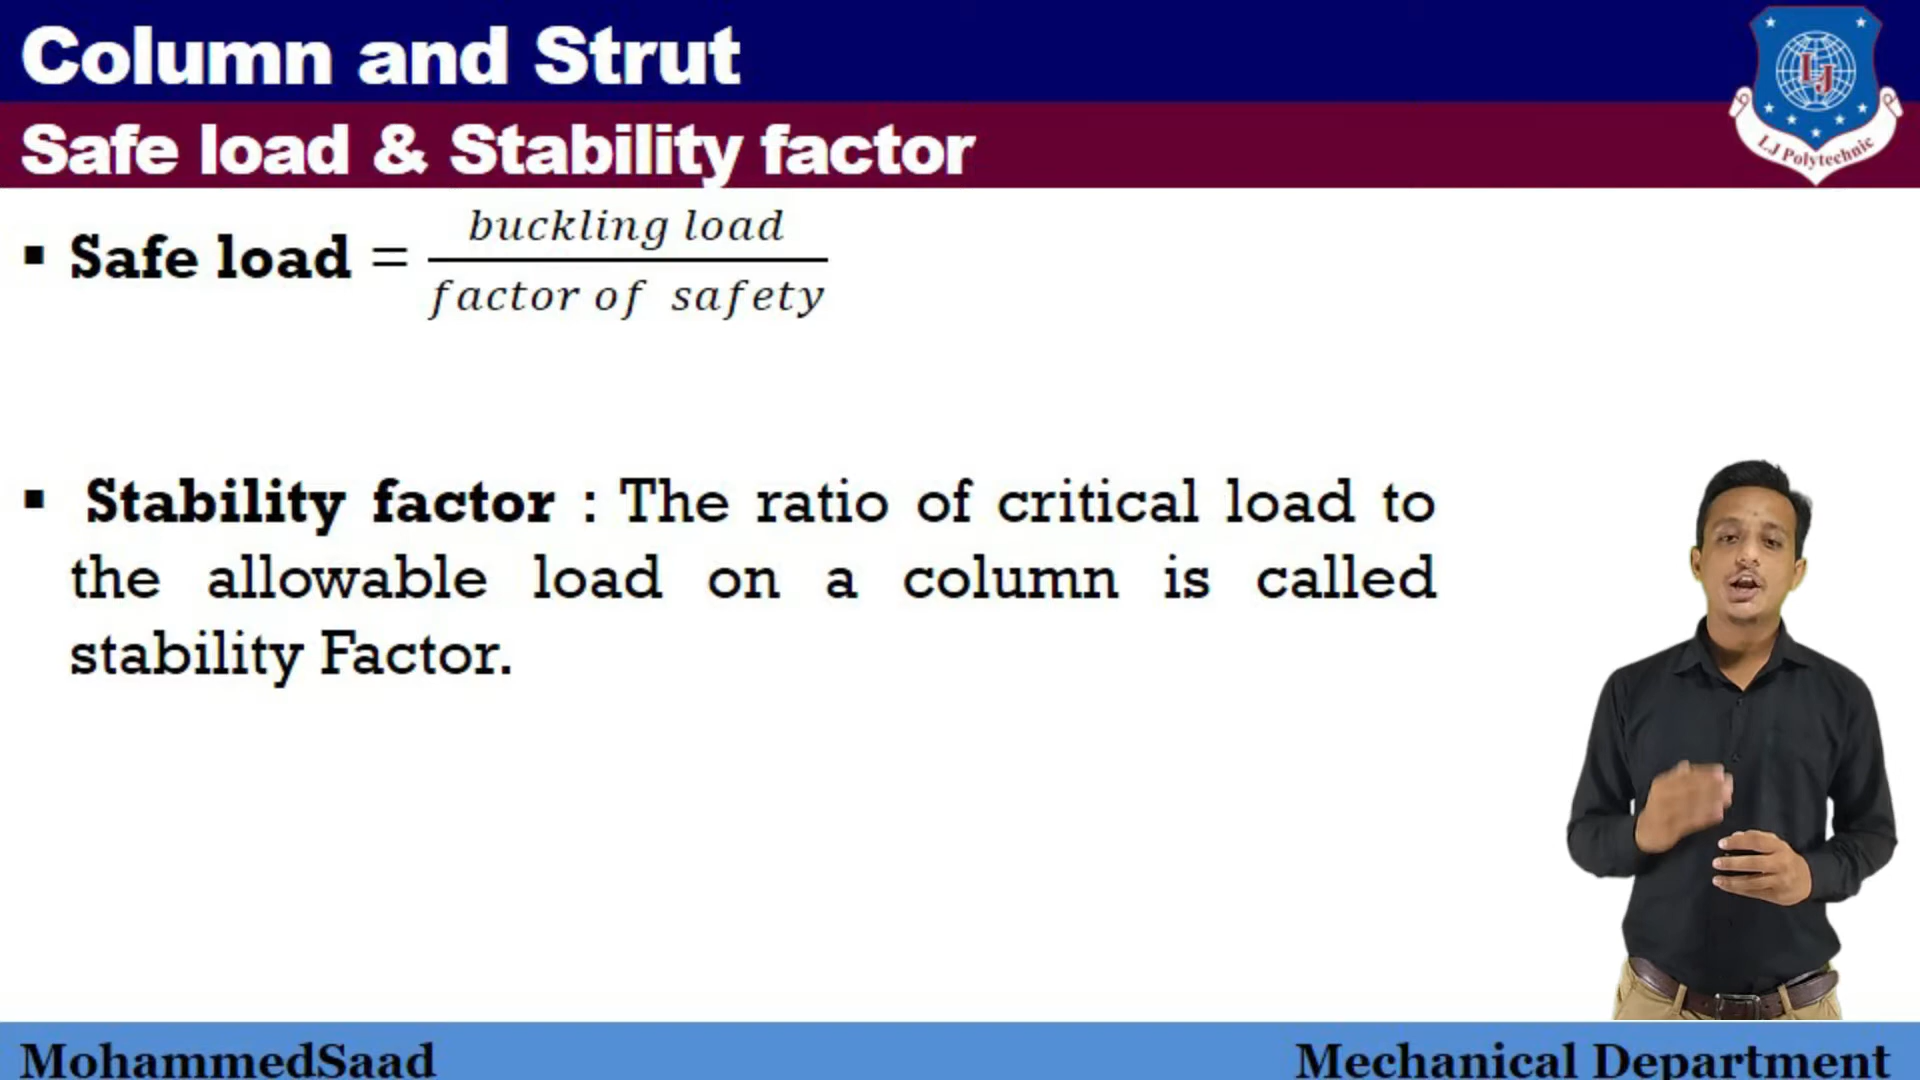 Column and Strut
Safe load & Stability factor
LJ
LJ Polytechnic
▪ Safe load = buckling load
factor of safety
▪ Stability factor : The ratio of critical load to
the allowable load on a column is called
stability Factor.
MohammedSaad
Mechanical Department